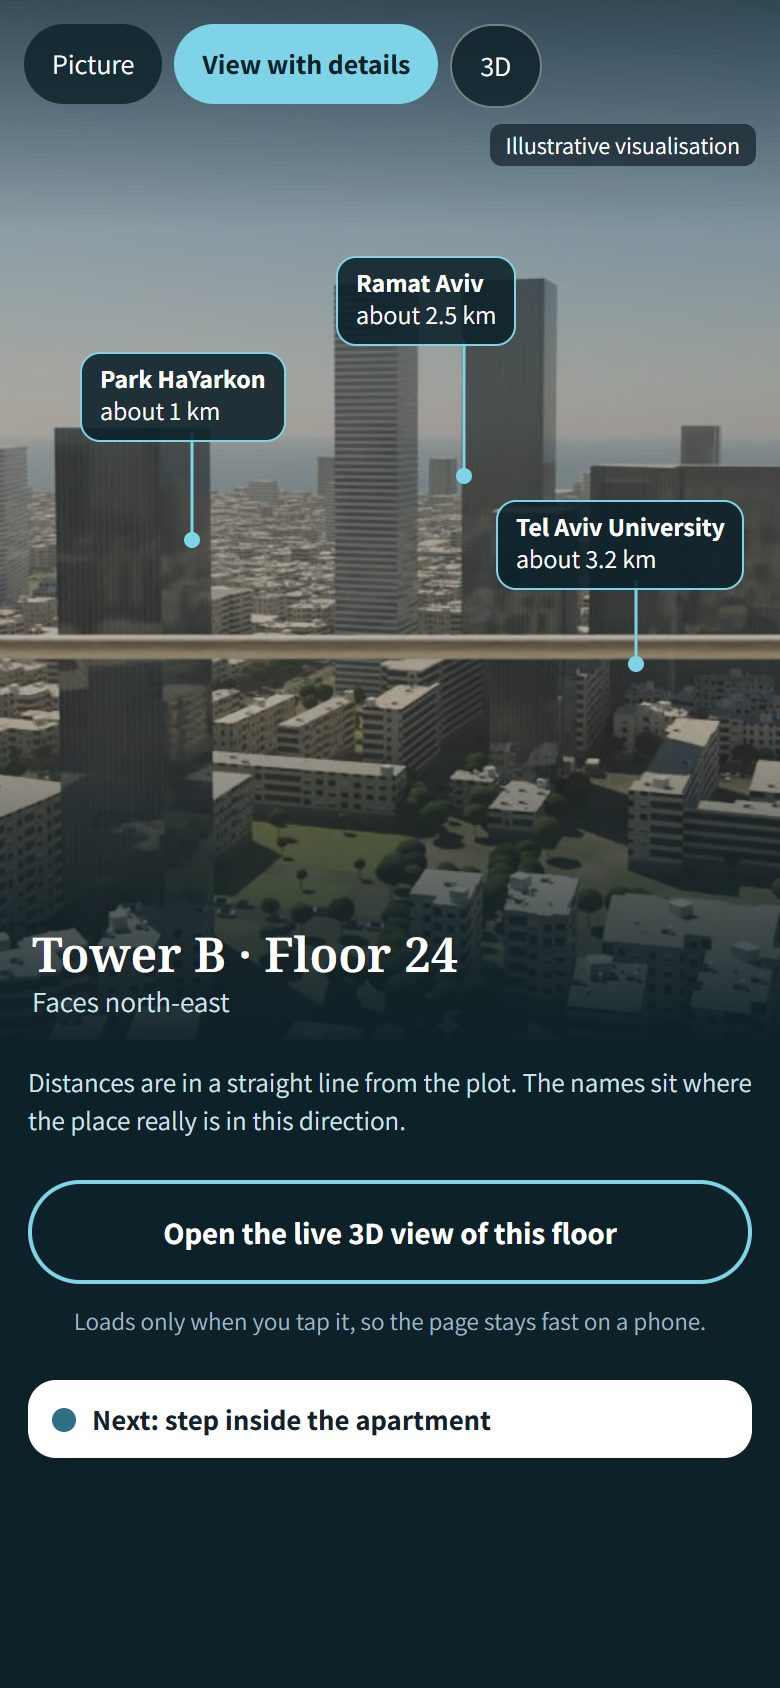 Picture
View with details
3D
Illustrative visualisation
Ramat Aviv
about 2.5 km
Park HaYarkon
about 1 km
Tel Aviv University
about 3.2 km
Tower B · Floor 24
Faces north-east
Distances are in a straight line from the plot. The names sit where
the place really is in this direction.
Open the live 3D view of this floor
Loads only when you tap it, so the page stays fast on a phone.
Next: step inside the apartment